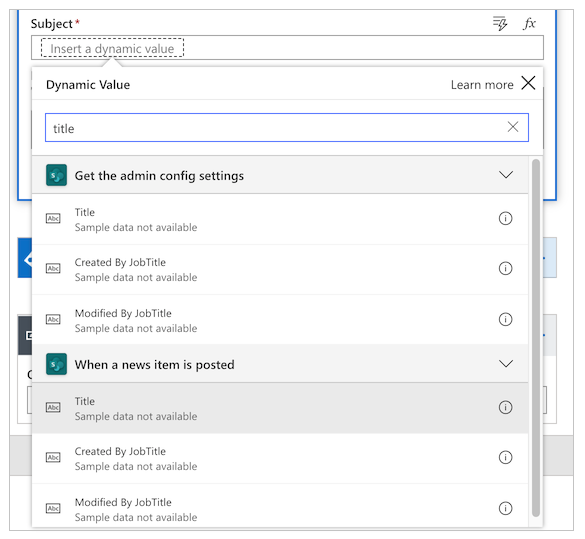 Subject*
fx
Insert a dynamic value
Dynamic Value
Learn more
title
Get the admin config settings
Abc
Title
Sample data not available
Abc
Created By JobTitle
Sample data not available
Abc
Modified By JobTitle
Sample data not available
When a news item is posted
Abc
Title
Sample data not available
Abc
Created By JobTitle
Sample data not available
Abc
Modified By JobTitle
Sample data not available